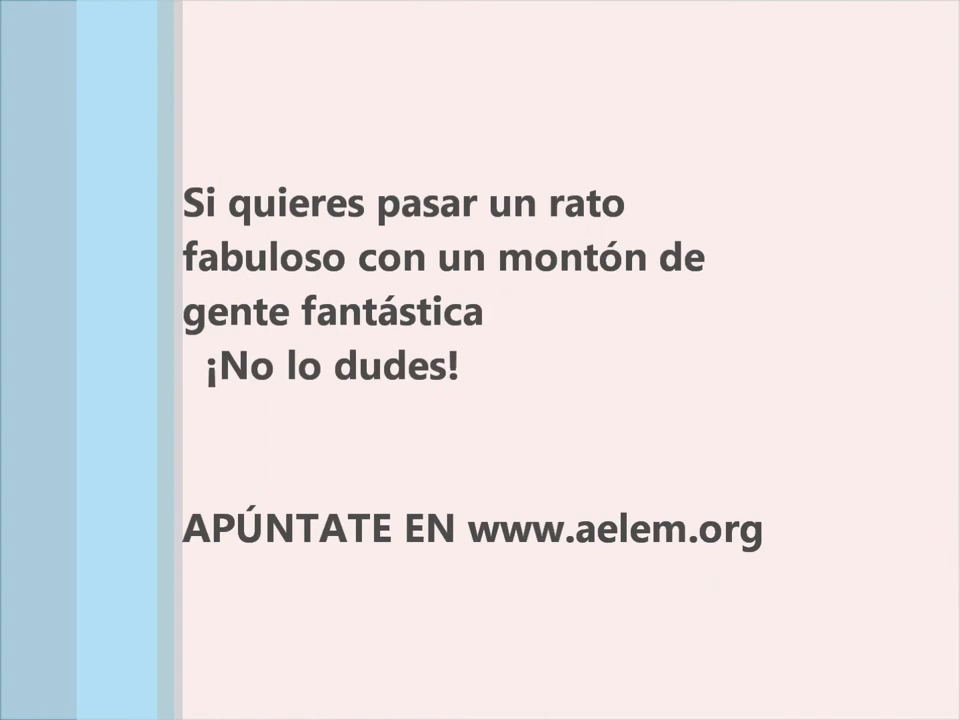 Si quieres pasar un rato
fabuloso con un montón de
gente fantástica
¡No lo dudes!
APÚNTATE EN www.aelem.org